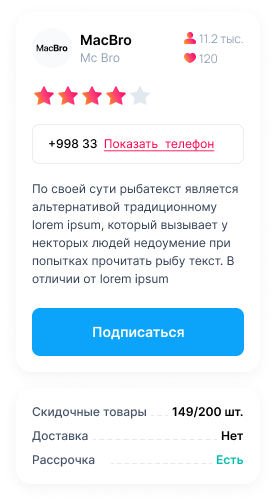 MacBro
MacBro
Mc Bro
11.2 тыс.
120
+998 33 Показать телефон
По своей сути рыбатекст является
альтернативой традиционному
lorem ipsum, который вызывает у
некторых людей недоумение при
попытках прочитать рыбу текст. В
отличии от lorem ipsum
Подписаться
Скидочные товары 149/200 шт.
Доставка Нет
Рассрочка Есть